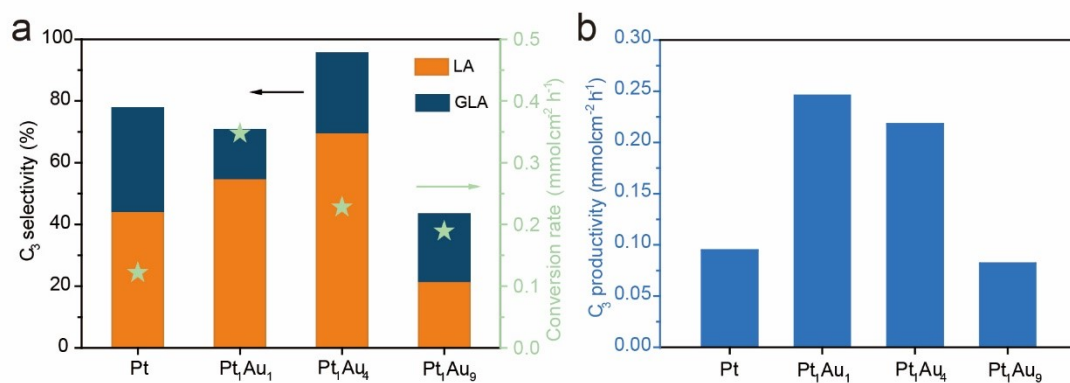 a
C₃ selectivity (%)
100
80
60
40
20
0
LA
GLA
0.5
0.4
0.3
0.2
0.1
0.0
Conversion rate (mmolcm² h⁻¹)
Pt
Pt₁Au₁
Pt₁Au₄
Pt₁Au₉
b
C₃ productivity (mmolcm⁻² h⁻¹)
0.30
0.25
0.20
0.15
0.10
0.05
0.00
Pt
Pt₁Au₁
Pt₁Au₄
Pt₁Au₉